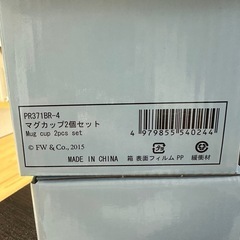 PR371BR-4
マグカップ2個セット
Mug cup 2pcs set
4 979855 540244
© FW & Co., 2015
MADE IN CHINA 箱 表面フィルム PP 緩衝材